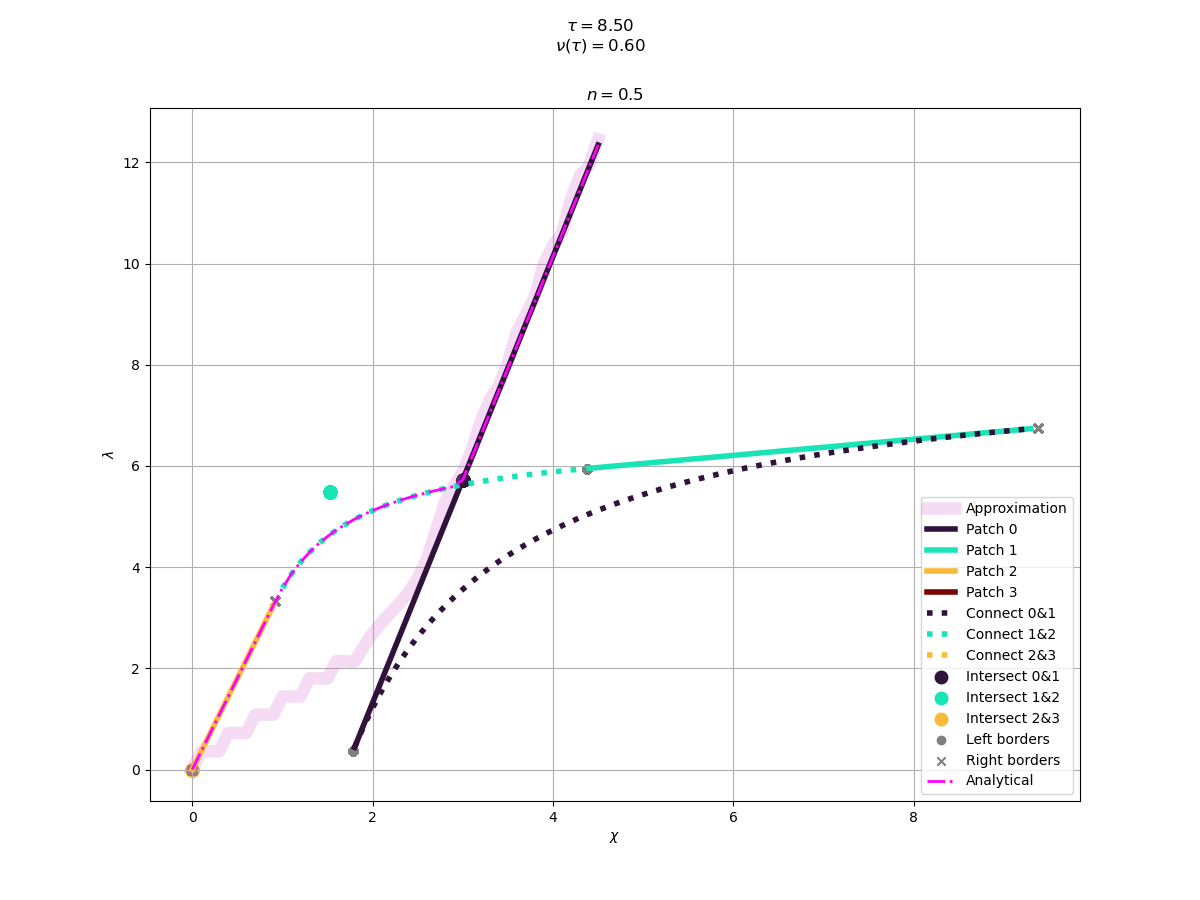 τ = 8.50
ν(τ) = 0.60
n = 0.5
λ
12
10
8
6
4
2
0
0 2 4 6 8
χ
Approximation
Patch 0
Patch 1
Patch 2
Patch 3
Connect 0&1
Connect 1&2
Connect 2&3
Intersect 0&1
Intersect 1&2
Intersect 2&3
Left borders
Right borders
Analytical